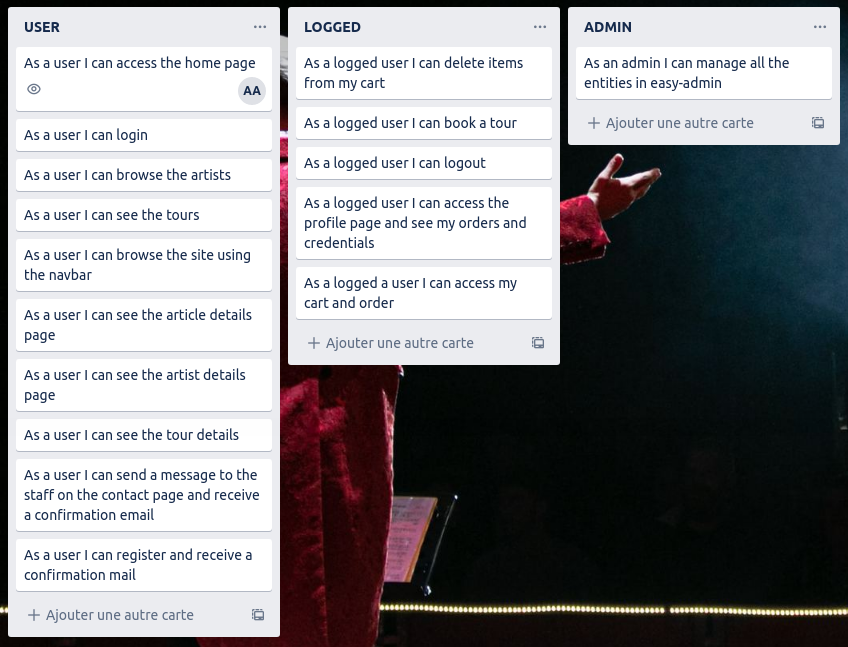 USER
As a user I can access the home page
AA
As a user I can login
As a user I can browse the artists
As a user I can see the tours
As a user I can browse the site using
the navbar
As a user I can see the article details
page
As a user I can see the artist details
page
As a user I can see the tour details
As a user I can send a message to the
staff on the contact page and receive
a confirmation email
As a user I can register and receive a
confirmation mail
+ Ajouter une autre carte
LOGGED
As a logged user I can delete items
from my cart
As a logged user I can book a tour
As a logged user I can logout
As a logged user I can access the
profile page and see my orders and
credentials
As a logged a user I can access my
cart and order
+ Ajouter une autre carte
ADMIN
As an admin I can manage all the
entities in easy-admin
+ Ajouter une autre carte